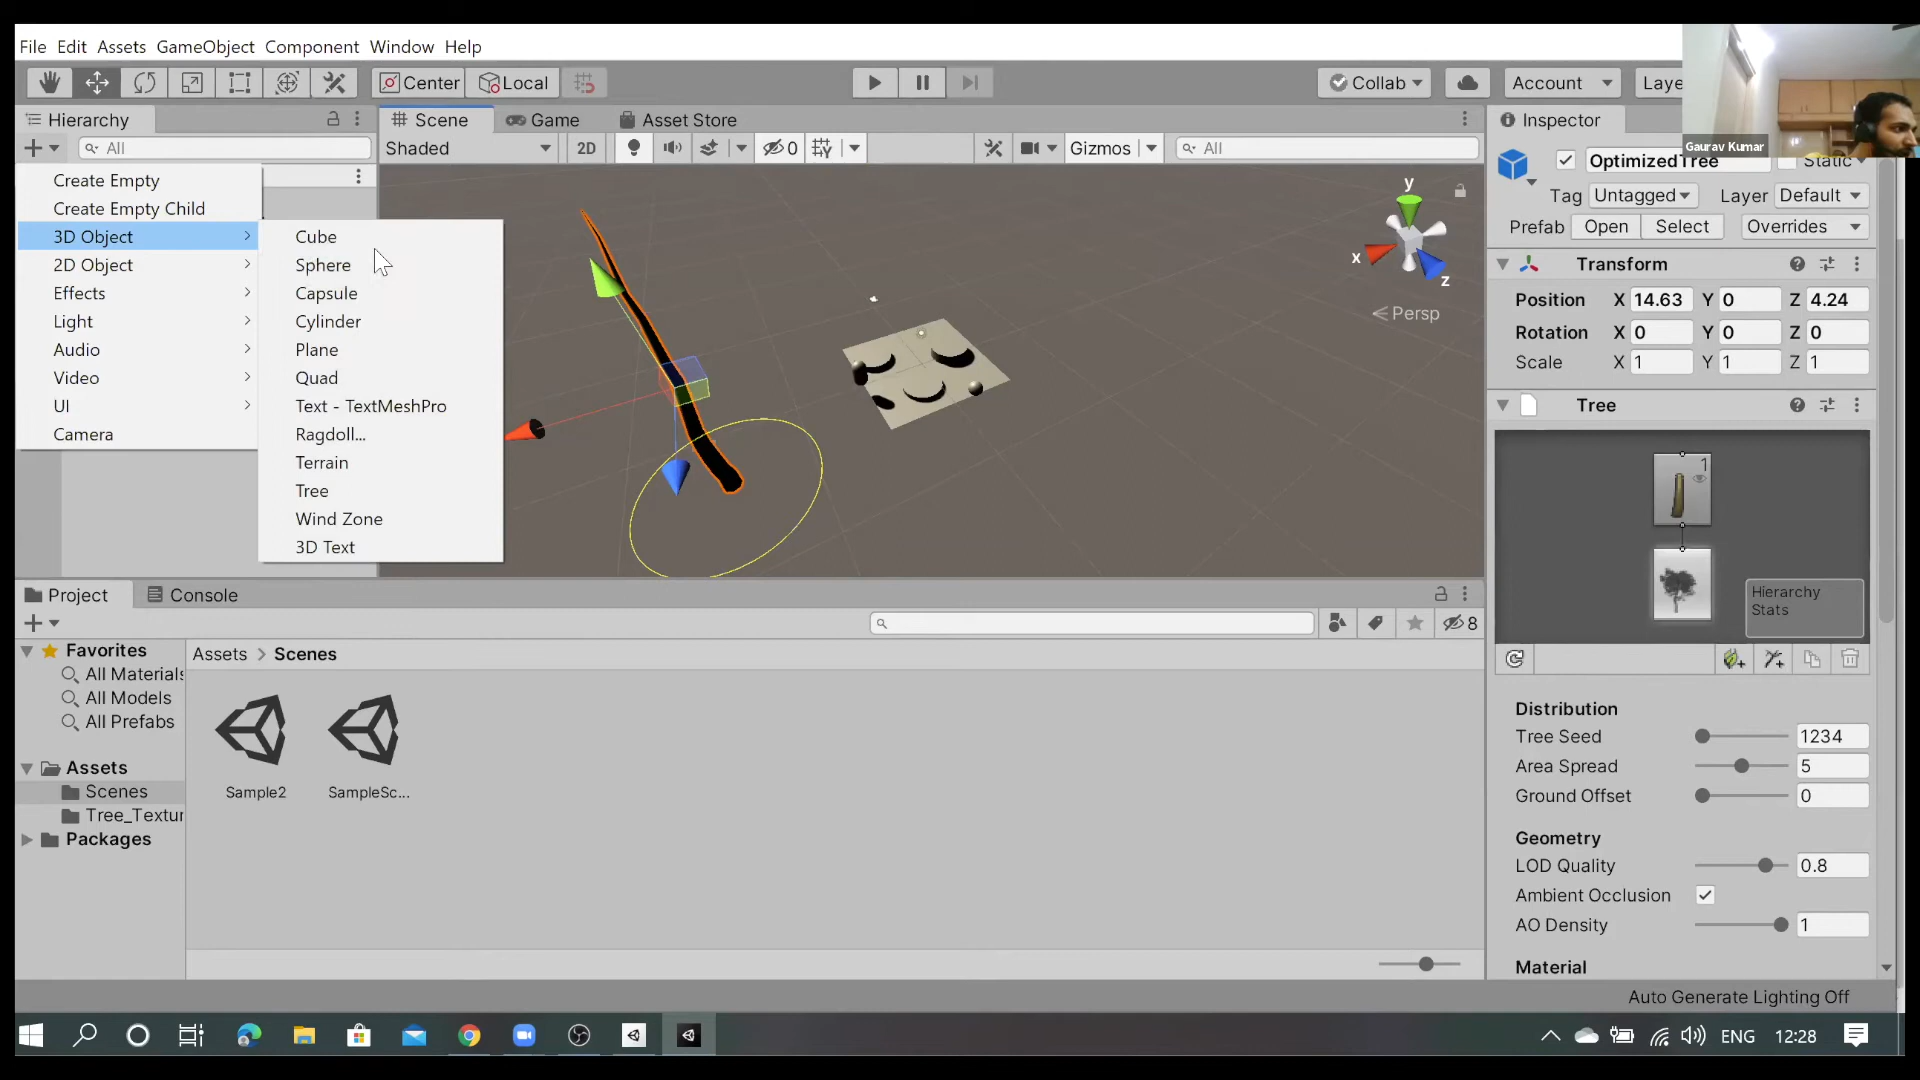 File Edit Assets GameObject Component Window Help
Center Local Collab Account Laye
Gaurav Kumar
Hierarchy
All
Create Empty
Create Empty Child
3D Object
2D Object
Effects
Light
Audio
Video
UI
Camera
Cube
Sphere
Capsule
Cylinder
Plane
Quad
Text - TextMeshPro
Ragdoll...
Terrain
Tree
Wind Zone
3D Text
Scene Game Asset Store
Shaded 2D 0 Gizmos All
y
x
z
Persp
Inspector
OptimizedTree Static
Tag Untagged Layer Default
Prefab Open Select Overrides
Transform
Position X 14.63 Y 0 Z 4.24
Rotation X 0 Y 0 Z 0
Scale X 1 Y 1 Z 1
Tree
1
Hierarchy
Stats
Distribution
Tree Seed 1234
Area Spread 5
Ground Offset 0
Geometry
LOD Quality 0.8
Ambient Occlusion
AO Density 1
Material
Project Console
8
Favorites
All Materials
All Models
All Prefabs
Assets
Scenes
Tree_Textur
Packages
Assets > Scenes
Sample2 SampleSc...
Auto Generate Lighting Off
ENG 12:28